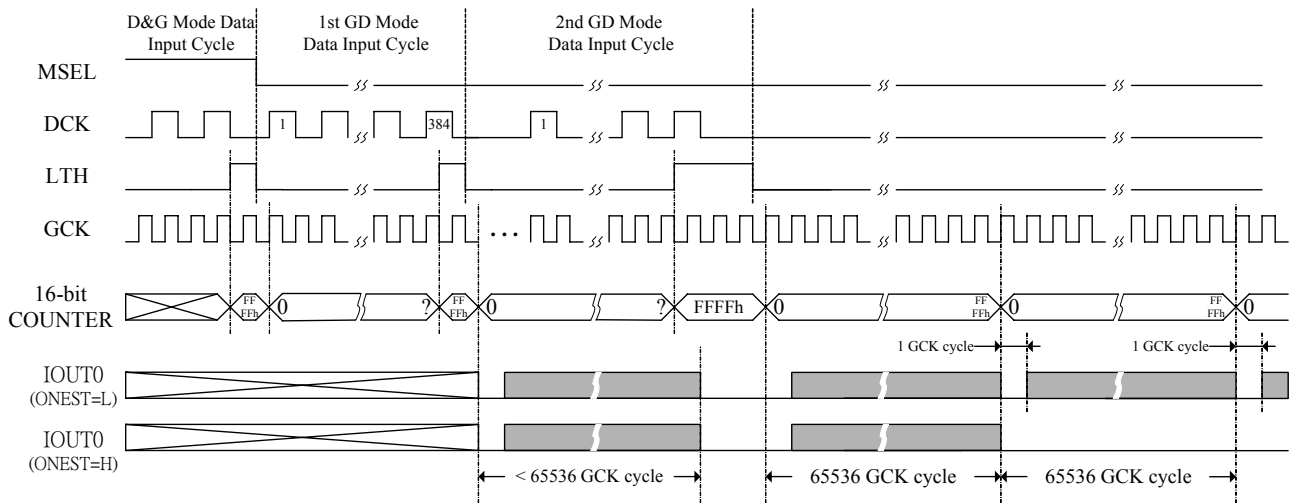 D&G Mode Data
Input Cycle
1st GD Mode
Data Input Cycle
2nd GD Mode
Data Input Cycle
MSEL
DCK
1
384
1
LTH
GCK
...
16-bit
COUNTER
FF
FFh
0
?
FF
FFh
0
?
FFFFh
0
FF
FFh
0
FF
FFh
0
1 GCK cycle
1 GCK cycle
IOUT0
(ONEST=L)
IOUT0
(ONEST=H)
< 65536 GCK cycle
65536 GCK cycle
65536 GCK cycle